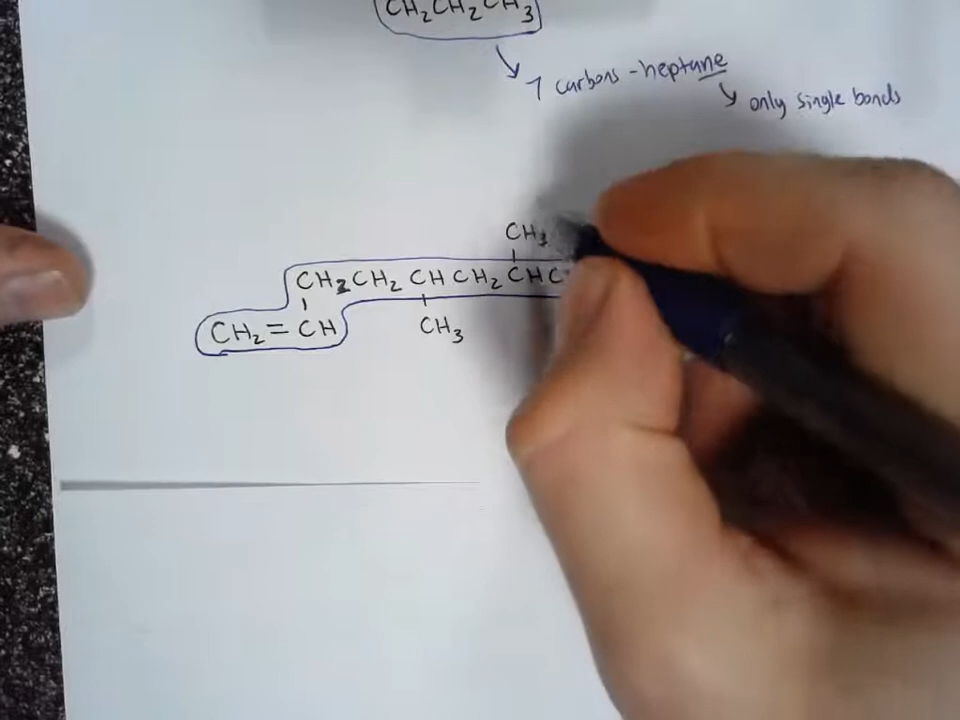 CH₂CH₂CH₃
7 carbons - heptane
only single bonds
CH₃
CH₂CH₂CHCH₂CHC
CH₂=CH
CH₃